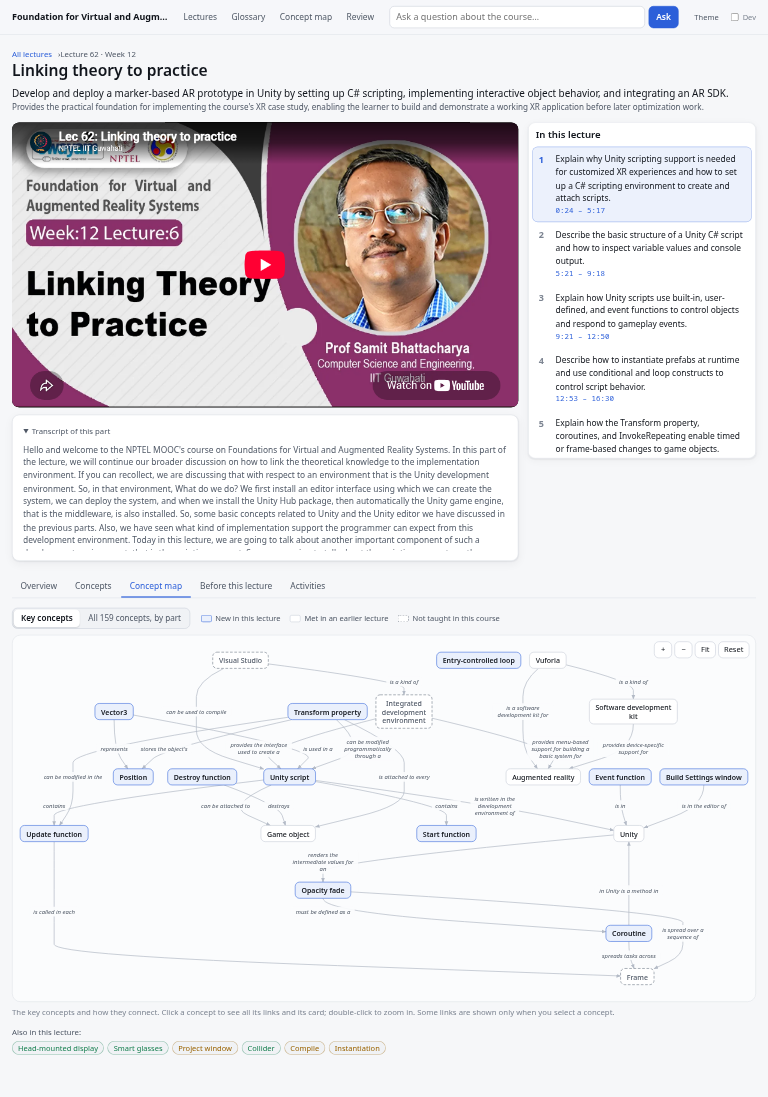 Foundation for Virtual and Augm...
Lectures
Glossary
Concept map
Review
Ask a question about the course...
Ask
Theme
Dev
All lectures ›Lecture 62 · Week 12
Linking theory to practice
Develop and deploy a marker-based AR prototype in Unity by setting up C# scripting, implementing interactive object behavior, and integrating an AR SDK.
Provides the practical foundation for implementing the course's XR case study, enabling the learner to build and demonstrate a working XR application before later optimization work.
Lec 62: Linking theory to practice
NPTEL IIT Guwahati
NPTEL
Foundation for Virtual and
Augmented Reality Systems
Week:12 Lecture:6
Linking Theory
to Practice
Prof Samit Bhattacharya
Computer Science and Engineering,
IIT Guwahati
Watch on YouTube
In this lecture
1 Explain why Unity scripting support is needed
for customized XR experiences and how to set
up a C# scripting environment to create and
attach scripts.
0:24 – 5:17
2 Describe the basic structure of a Unity C# script
and how to inspect variable values and console
output.
5:21 – 9:18
3 Explain how Unity scripts use built-in, user-
defined, and event functions to control objects
and respond to gameplay events.
9:21 – 12:50
4 Describe how to instantiate prefabs at runtime
and use conditional and loop constructs to
control script behavior.
12:53 – 16:30
5 Explain how the Transform property,
coroutines, and InvokeRepeating enable timed
or frame-based changes to game objects.
▼ Transcript of this part
Hello and welcome to the NPTEL MOOC's course on Foundations for Virtual and Augmented Reality Systems. In this part of
the lecture, we will continue our broader discussion on how to link the theoretical knowledge to the implementation
environment. If you can recollect, we are discussing that with respect to an environment that is the Unity development
environment. So, in that environment, What do we do? We first install an editor interface using which we can create the
system, we can deploy the system, and when we install the Unity Hub package, then automatically the Unity game engine,
that is the middleware, is also installed. So, some basic concepts related to Unity and the Unity editor we have discussed in
the previous parts. Also, we have seen what kind of implementation support the programmer can expect from this
development environment. Today in this lecture, we are going to talk about another important component of such a
Overview
Concepts
Concept map
Before this lecture
Activities
Key concepts
All 159 concepts, by part
New in this lecture
Met in an earlier lecture
Not taught in this course
+
−
Fit
Reset
Visual Studio
Entry-controlled loop
Vuforia
is a kind of
is a kind of
Vector3
can be used to compile
Transform property
Integrated
development
environment
is a software
development kit for
Software development
kit
represents
stores the object's
provides the interface
used to create a
is used in a
can be modified
programmatically
through a
provides menu-based
support for building a
basic system for
provides device-specific
support for
can be modified in the
Position
Destroy function
Unity script
is attached to every
Augmented reality
Event function
Build Settings window
contains
can be attached to
destroys
contains
is written in the
development
environment of
is in
is in the editor of
Update function
Game object
Start function
Unity
renders the
intermediate values for
an
Opacity fade
in Unity is a method in
is called in each
must be defined as a
Coroutine
is spread over a
sequence of
spreads tasks across
Frame
The key concepts and how they connect. Click a concept to see all its links and its card; double-click to zoom in. Some links are shown only when you select a concept.
Also in this lecture:
Head-mounted display
Smart glasses
Project window
Collider
Compile
Instantiation